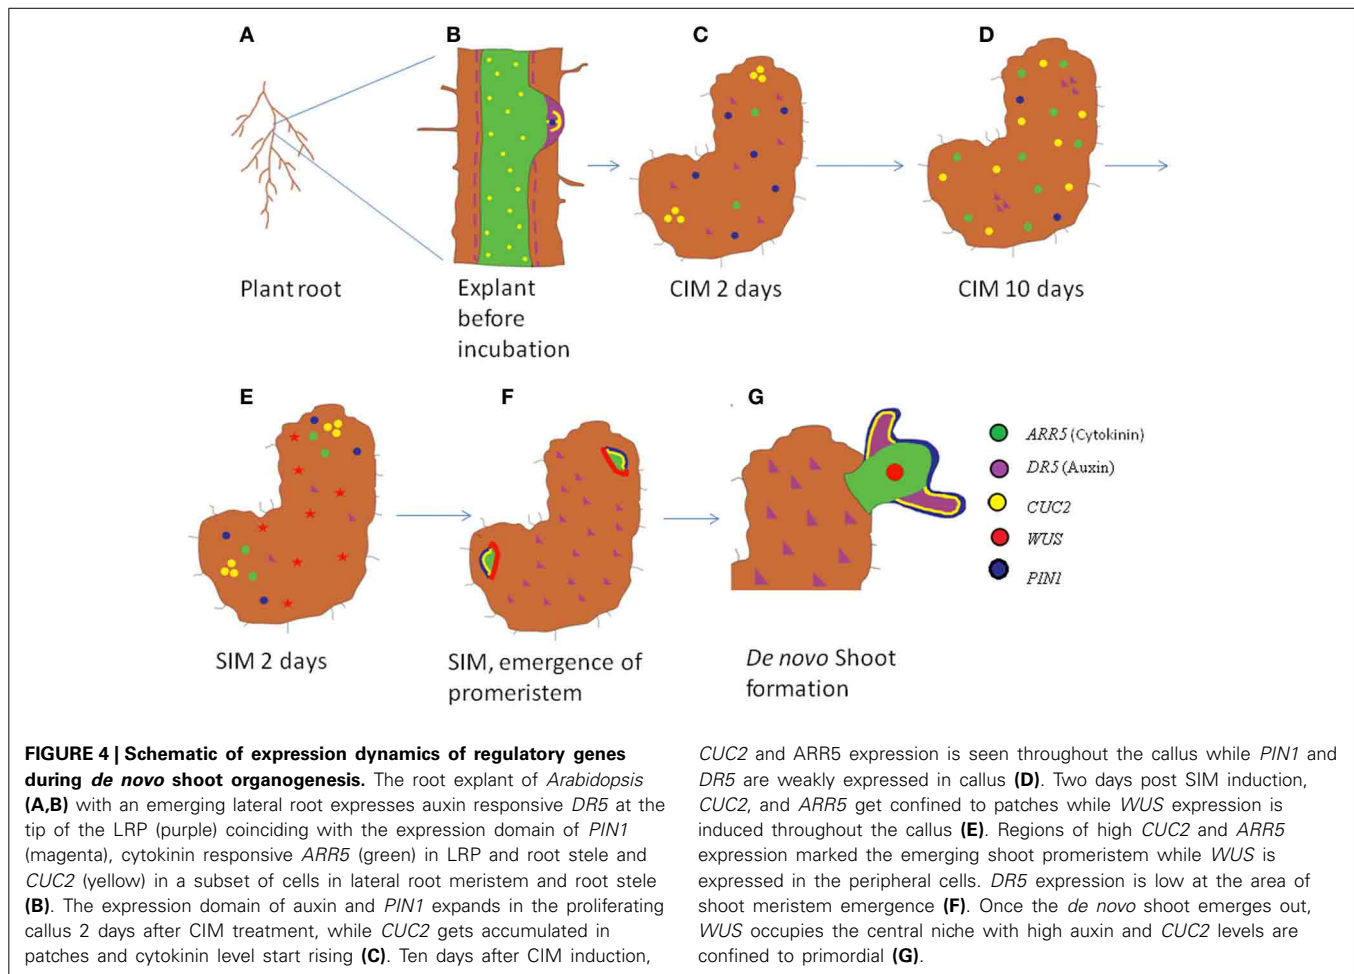 A
B
C
D
Plant root
Explant
before
incubation
CIM 2 days
CIM 10 days
E
F
G
ARR5 (Cytokinin)
DR5 (Auxin)
CUC2
WUS
PIN1
SIM 2 days
SIM, emergence of
promeristem
De novo Shoot
formation
FIGURE 4 | Schematic of expression dynamics of regulatory genes
during de novo shoot organogenesis. The root explant of Arabidopsis
(A,B) with an emerging lateral root expresses auxin responsive DR5 at the
tip of the LRP (purple) coinciding with the expression domain of PIN1
(magenta), cytokinin responsive ARR5 (green) in LRP and root stele and
CUC2 (yellow) in a subset of cells in lateral root meristem and root stele
(B). The expression domain of auxin and PIN1 expands in the proliferating
callus 2 days after CIM treatment, while CUC2 gets accumulated in
patches and cytokinin level start rising (C). Ten days after CIM induction,
CUC2 and ARR5 expression is seen throughout the callus while PIN1 and
DR5 are weakly expressed in callus (D). Two days post SIM induction,
CUC2, and ARR5 get confined to patches while WUS expression is
induced throughout the callus (E). Regions of high CUC2 and ARR5
expression marked the emerging shoot promeristem while WUS is
expressed in the peripheral cells. DR5 expression is low at the area of
shoot meristem emergence (F). Once the de novo shoot emerges out,
WUS occupies the central niche with high auxin and CUC2 levels are
confined to primordial (G).